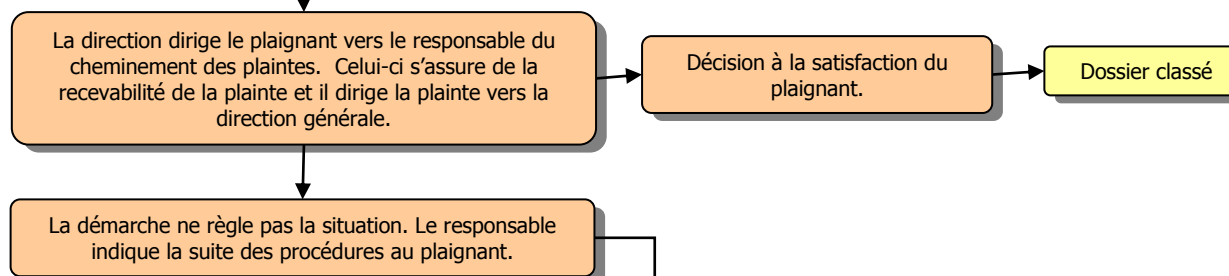 La direction dirige le plaignant vers le responsable du
cheminement des plaintes.  Celui-ci s'assure de la
recevabilité de la plainte et il dirige la plainte vers la
direction générale.
Décision à la satisfaction du
plaignant.
Dossier classé
La démarche ne règle pas la situation. Le responsable
indique la suite des procédures au plaignant.